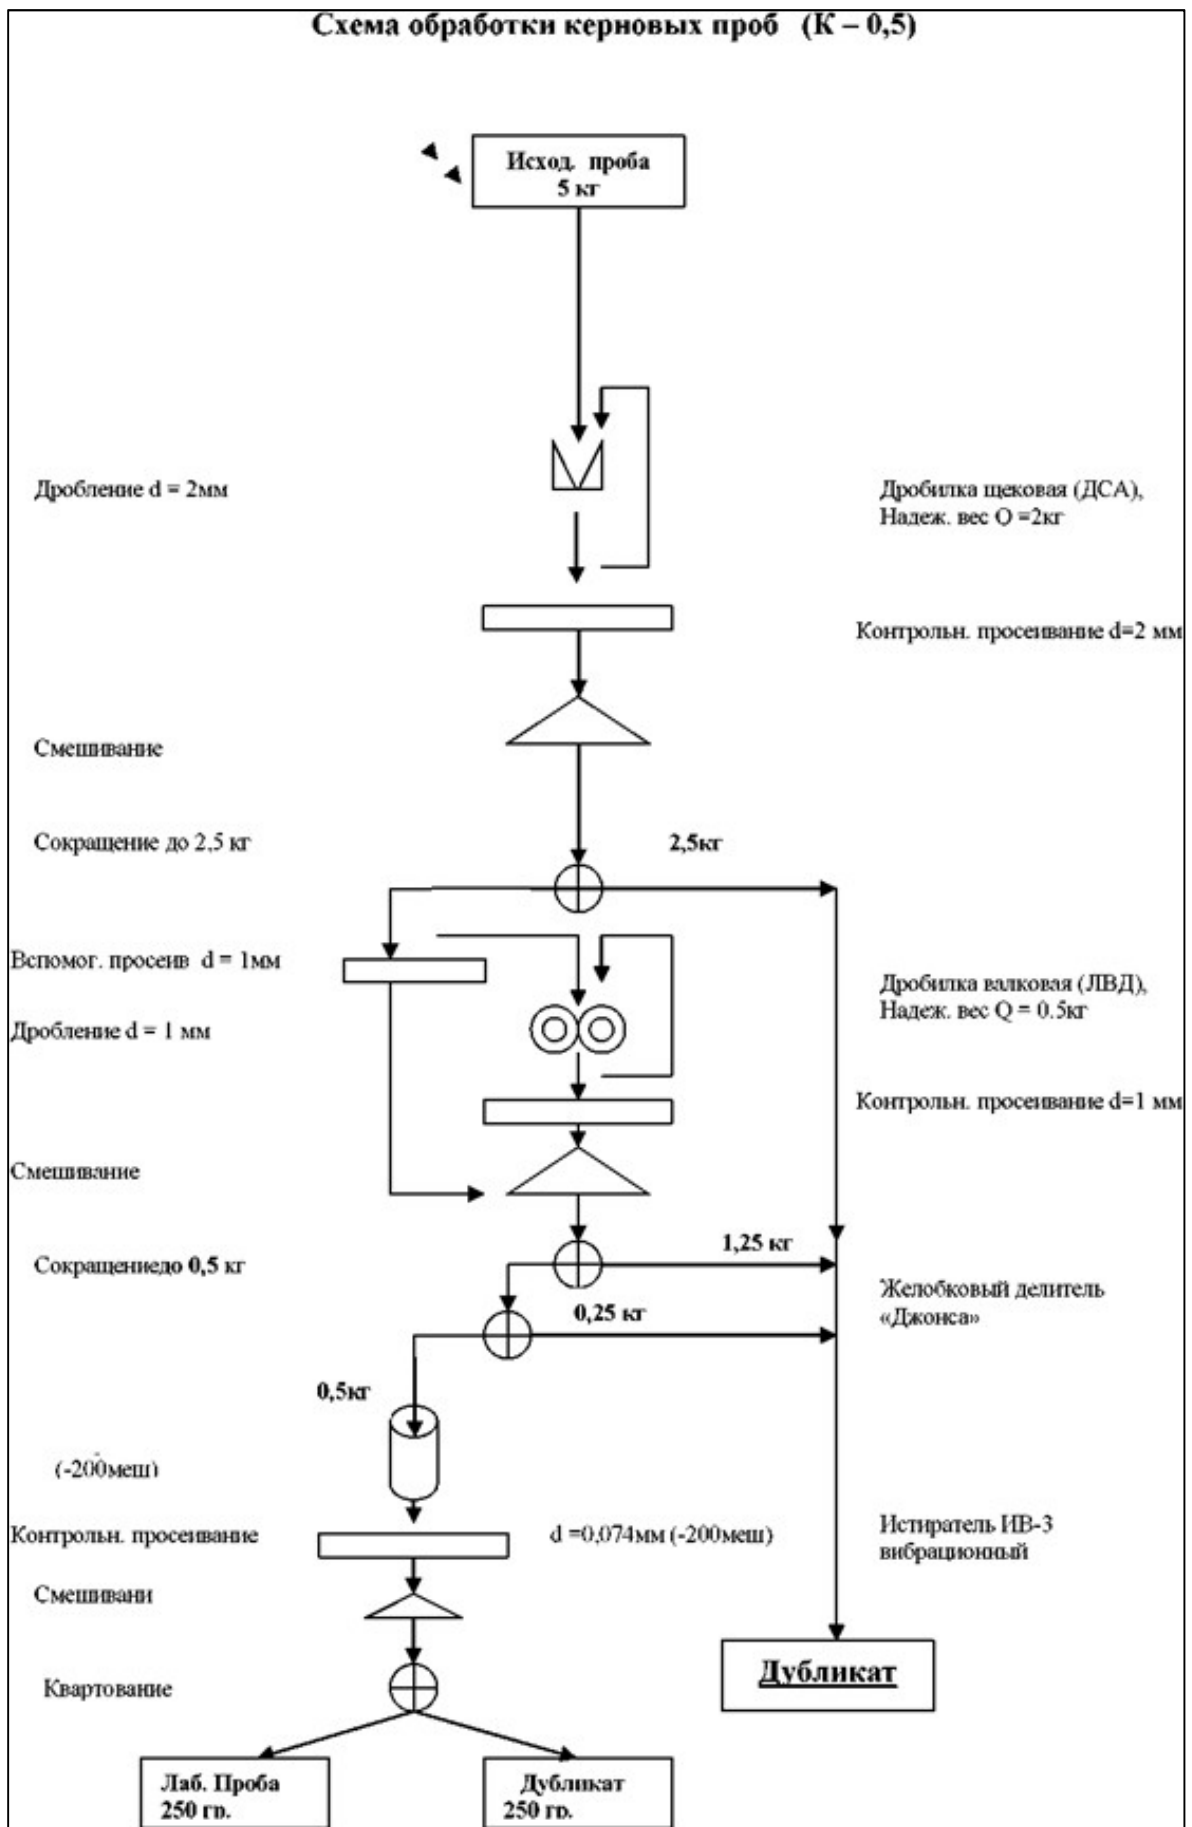 Схема обработки керновых проб (К – 0,5)
Исход. проба
5 кг
Дробление d = 2мм
Дробилка щековая (ДСА),
Надеж. вес Q =2кг
Контрольн. просеивание d=2 мм
Смешивание
Сокращение до 2,5 кг
2,5кг
Вспомог. просеив d = 1мм
Дробилка валковая (ЛВД),
Надеж. вес Q = 0.5кг
Дробление d = 1 мм
Контрольн. просеивание d=1 мм
Смешивание
1,25 кг
Сокращениедо 0,5 кг
Желобковый делитель
«Джонса»
0,25 кг
0,5кг
(-200меш)
Контрольн. просеивание
d =0,074мм (-200меш)
Истиратель ИВ-3
вибрационный
Смешивани
Дубликат
Квартование
Лаб. Проба
250 гр.
Дубликат
250 гр.